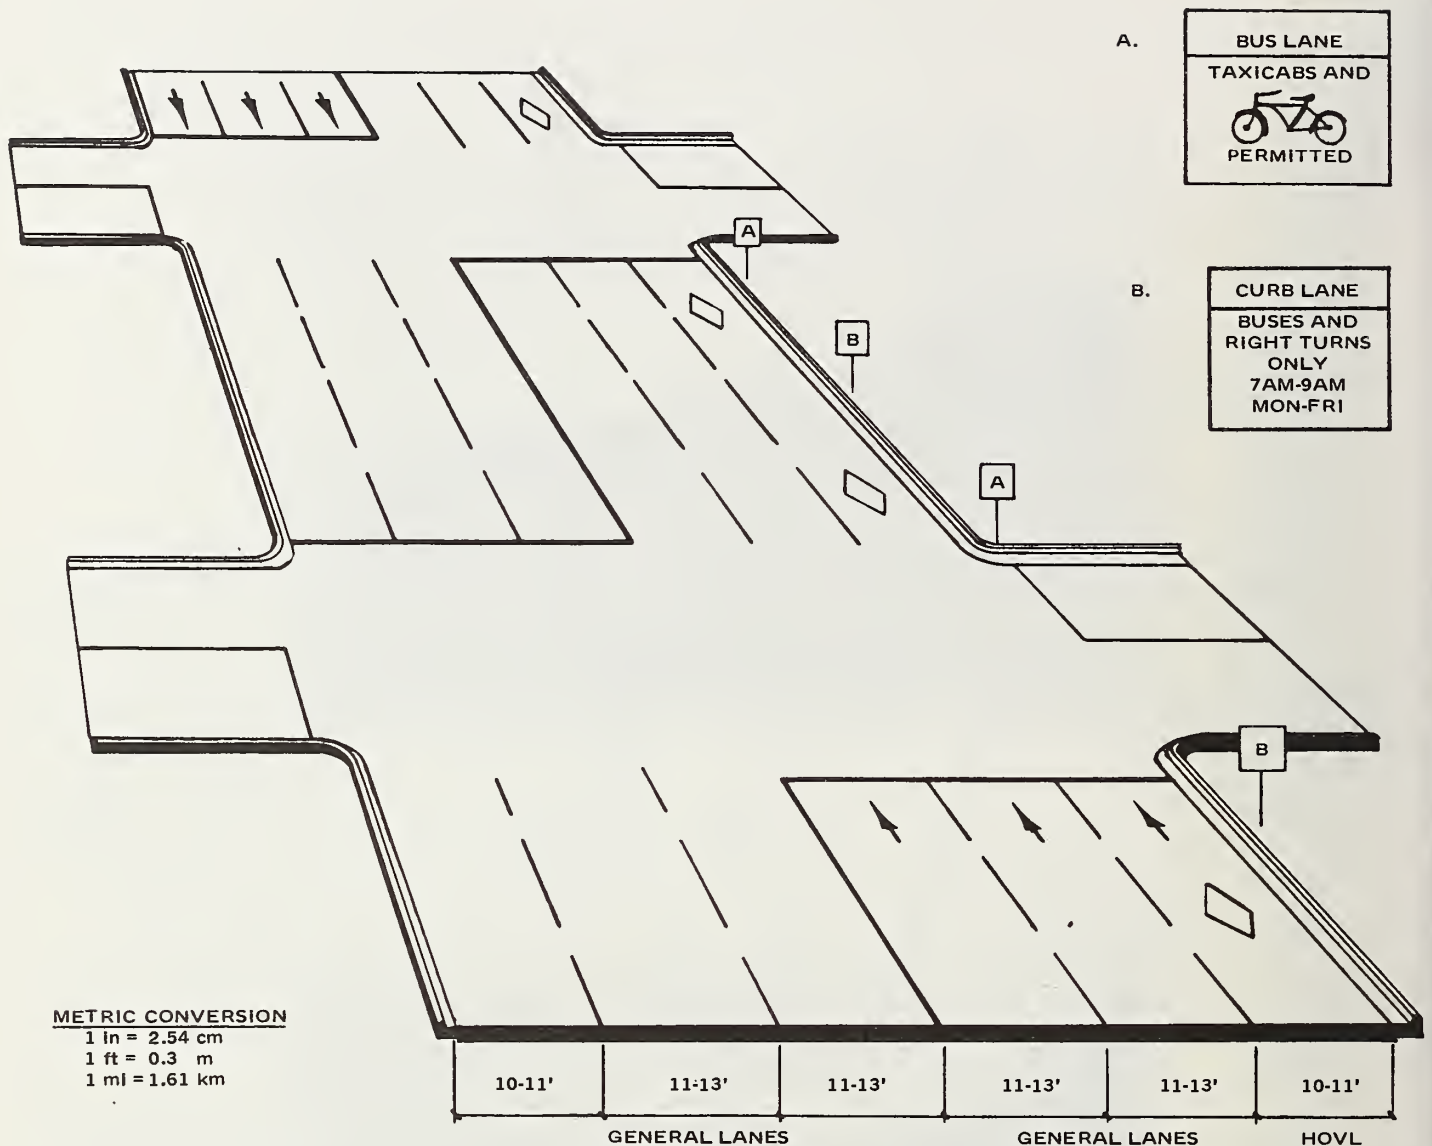 A.
BUS LANE
TAXICABS AND
PERMITTED
A
B.
CURB LANE
BUSES AND
RIGHT TURNS
ONLY
7AM-9AM
MON-FRI
B
A
B
METRIC CONVERSION
1 in = 2.54 cm
1 ft = 0.3 m
1 mi = 1.61 km
10-11' 11-13' 11-13' 11-13' 11-13' 10-11'
GENERAL LANES GENERAL LANES HOVL